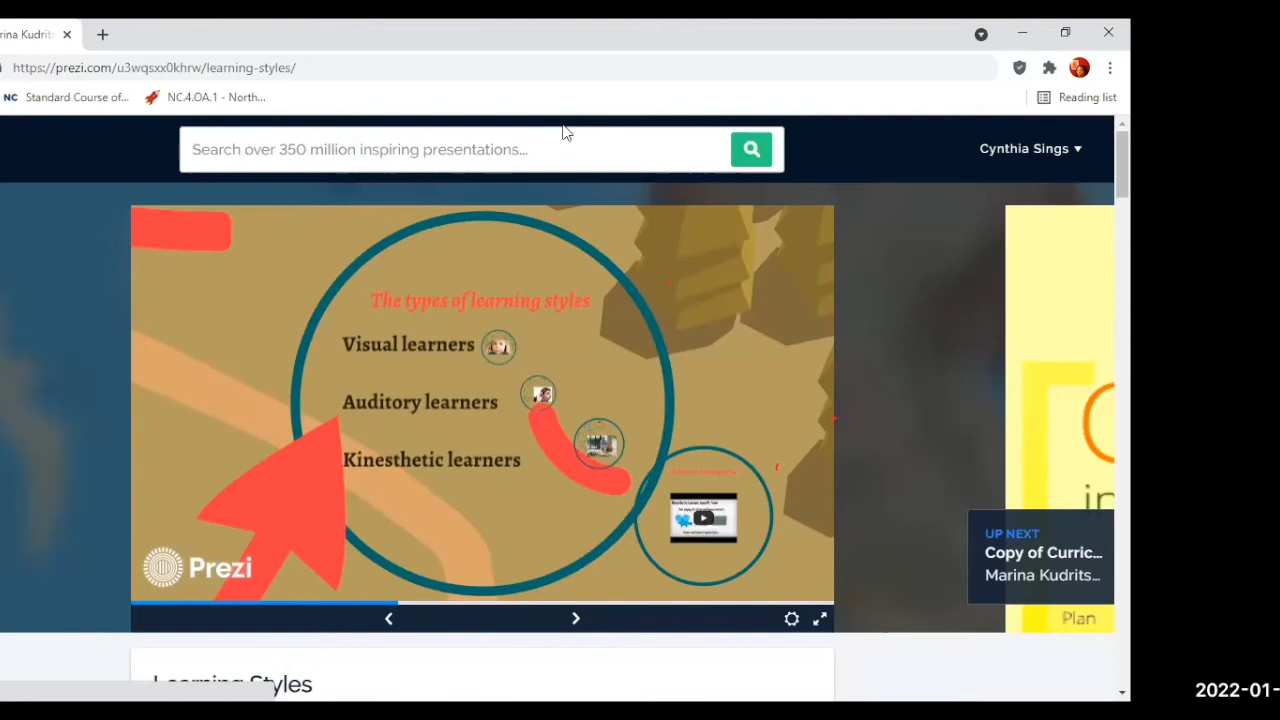 rina Kudrit
https://prezi.com/u3wqsxx0khrw/learning-styles/
NC Standard Course of... NC.4.OA.1 - North... Reading list
Search over 350 million inspiring presentations... Cynthia Sings
The types of learning styles
Visual learners
Auditory learners
Kinesthetic learners
in
UP NEXT
Copy of Curric...
Marina Kudrits...
Prezi
Plan
Learning Styles
2022-01-